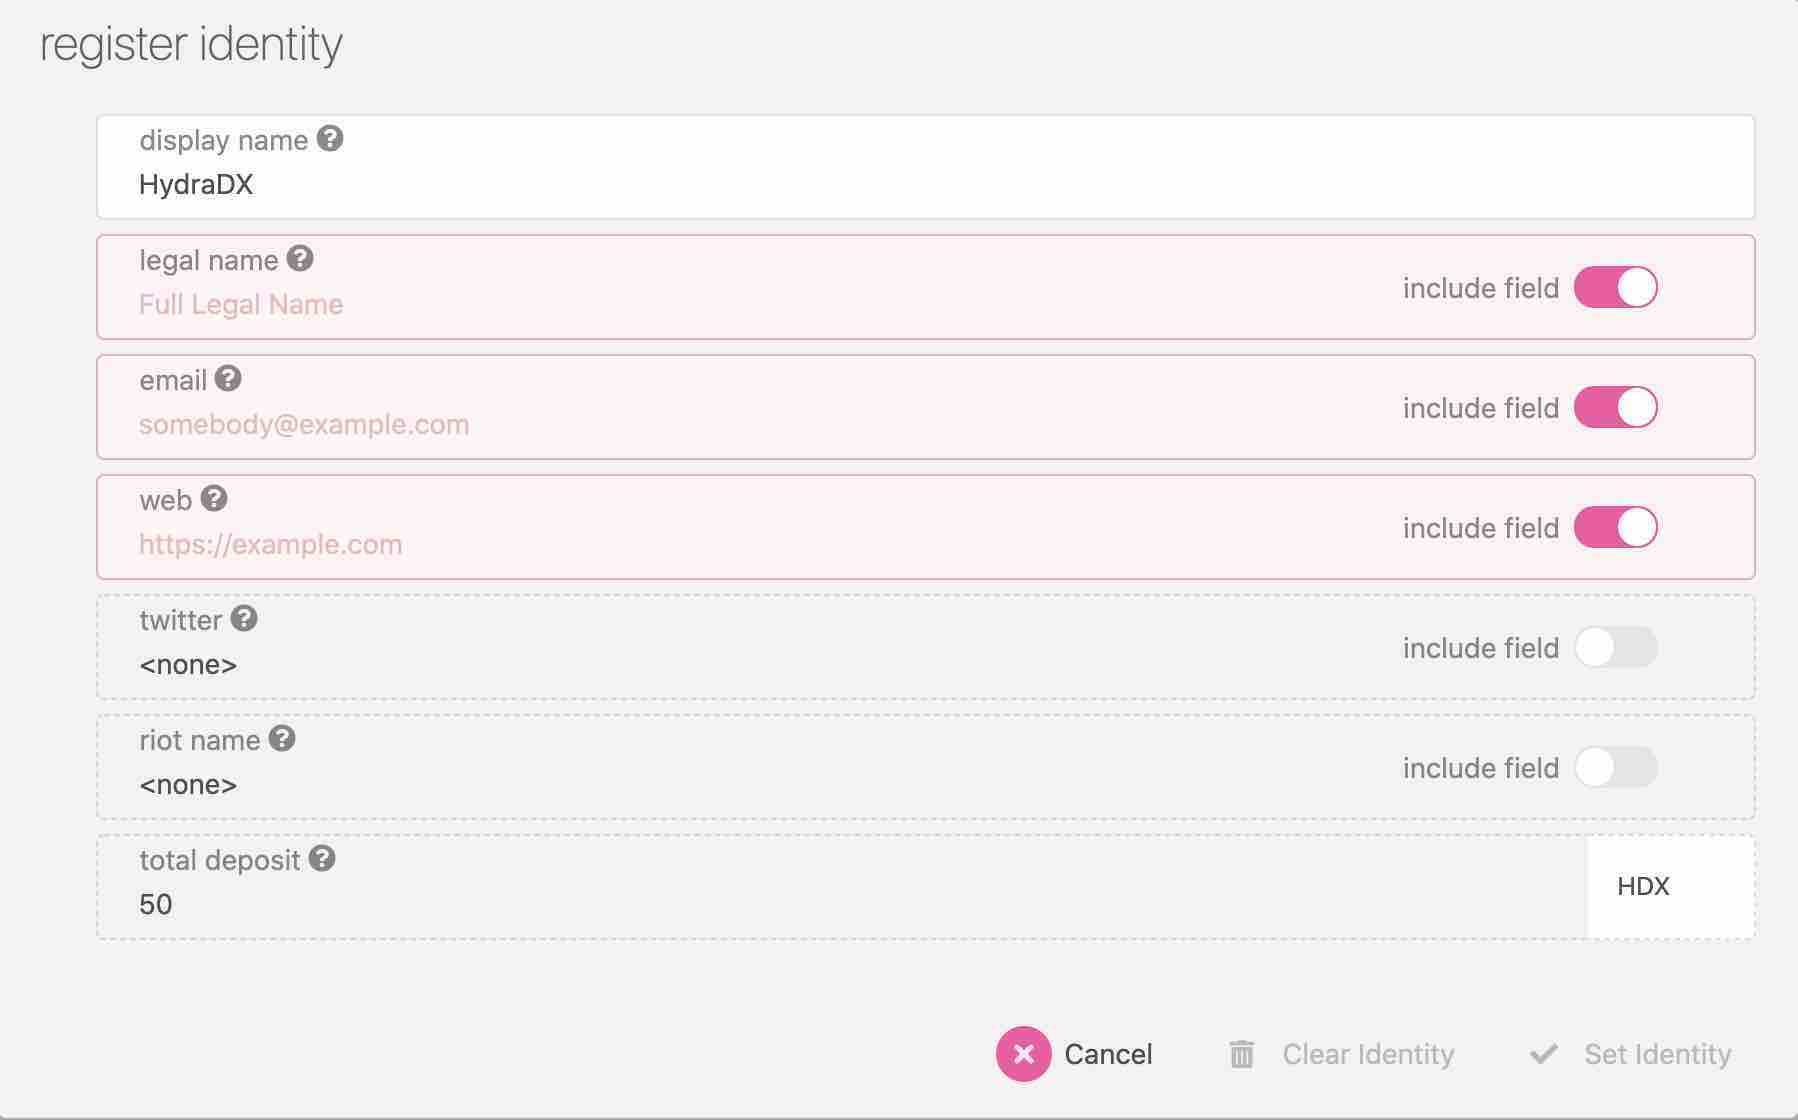 register identity
display name
HydraDX
legal name
Full Legal Name
include field
email
somebody@example.com
include field
web
https://example.com
include field
twitter
<none>
include field
riot name
<none>
include field
total deposit
50
HDX
Cancel
Clear Identity
Set Identity